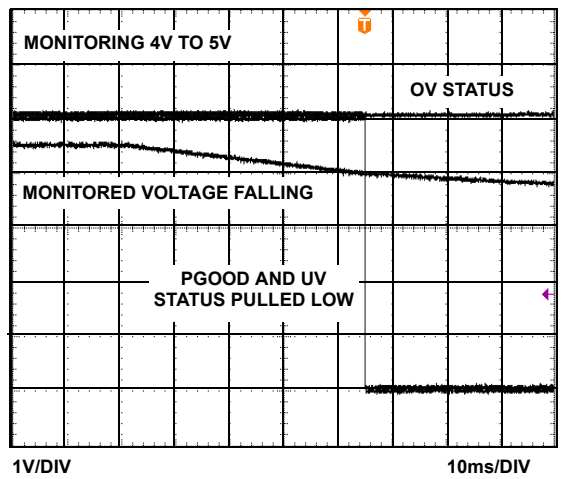 MONITORING 4V TO 5V
T
OV STATUS
MONITORED VOLTAGE FALLING
PGOOD AND UV
STATUS PULLED LOW
1V/DIV
10ms/DIV